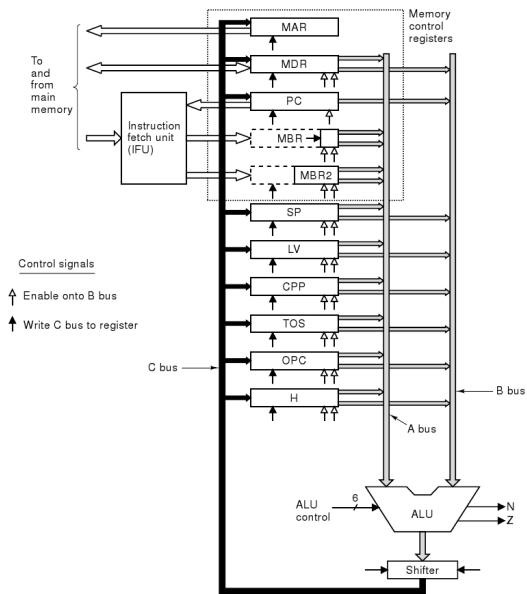 MAR
Memory
control
registers
MDR
To
and
from
main
memory
PC
Instruction
fetch unit
(IFU)
MBR
MBR2
SP
LV
Control signals
CPP
Enable onto B bus
TOS
Write C bus to register
C bus
OPC
B bus
H
A bus
6
ALU
control
ALU
N
Z
Shifter